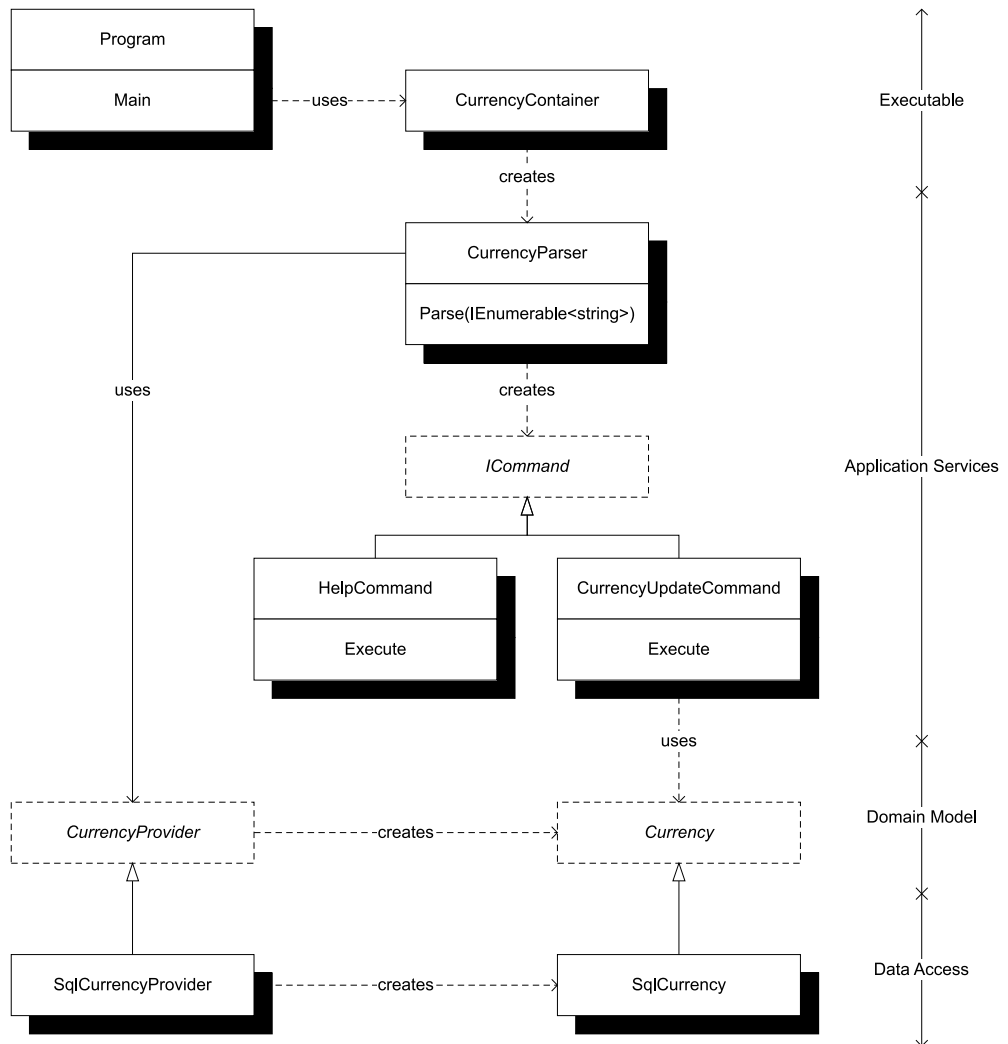 Program
Main
uses
CurrencyContainer
Executable
creates
CurrencyParser
Parse(IEnumerable<string>)
uses
creates
ICommand
Application Services
HelpCommand
CurrencyUpdateCommand
Execute
Execute
uses
CurrencyProvider
creates
Currency
Domain Model
SqlCurrencyProvider
creates
SqlCurrency
Data Access